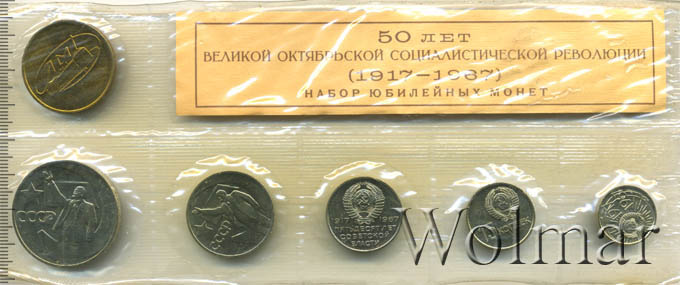 50 ЛЕТ
ВЕЛИКОЙ ОКТЯБРЬСКОЙ СОЦИАЛИСТИЧЕСКОЙ РЕВОЛЮЦИИ
(1917—1967)
НАБОР ЮБИЛЕЙНЫХ МОНЕТ
ЛМД
СССР
1917 1967
ПЯТЬДЕСЯТ ЛЕТ
СОВЕТСКОЙ
ВЛАСТИ
Wolmar